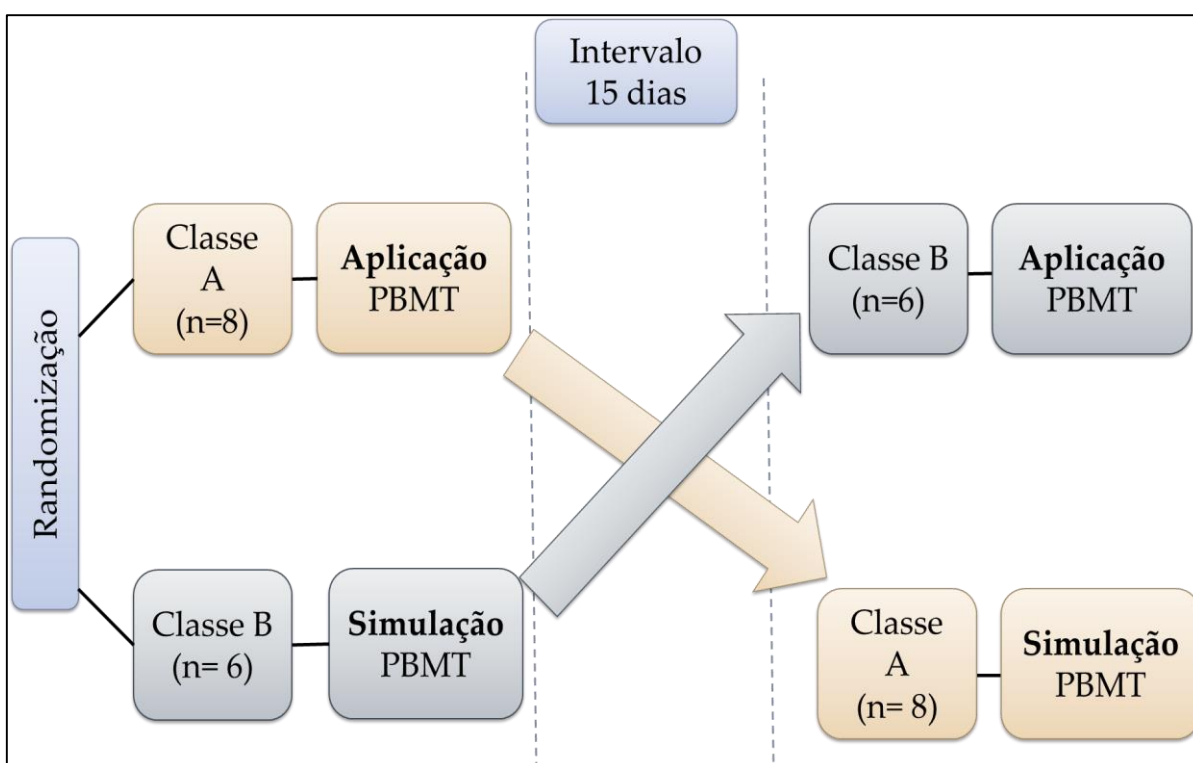 Intervalo
15 dias
Randomização
Classe
A
(n=8)
Aplicação
PBMT
Classe B
(n= 6)
Simulação
PBMT
Classe B
(n=6)
Aplicação
PBMT
Classe
A
(n= 8)
Simulação
PBMT